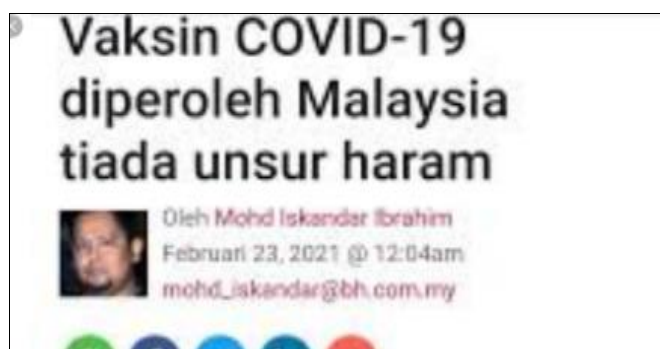 Vaksin COVID-19
diperoleh Malaysia
tiada unsur haram
Oleh Mohd Iskandar Ibrahim
Februari 23, 2021 @ 12:04am
mohd_iskandar@bh.com.my